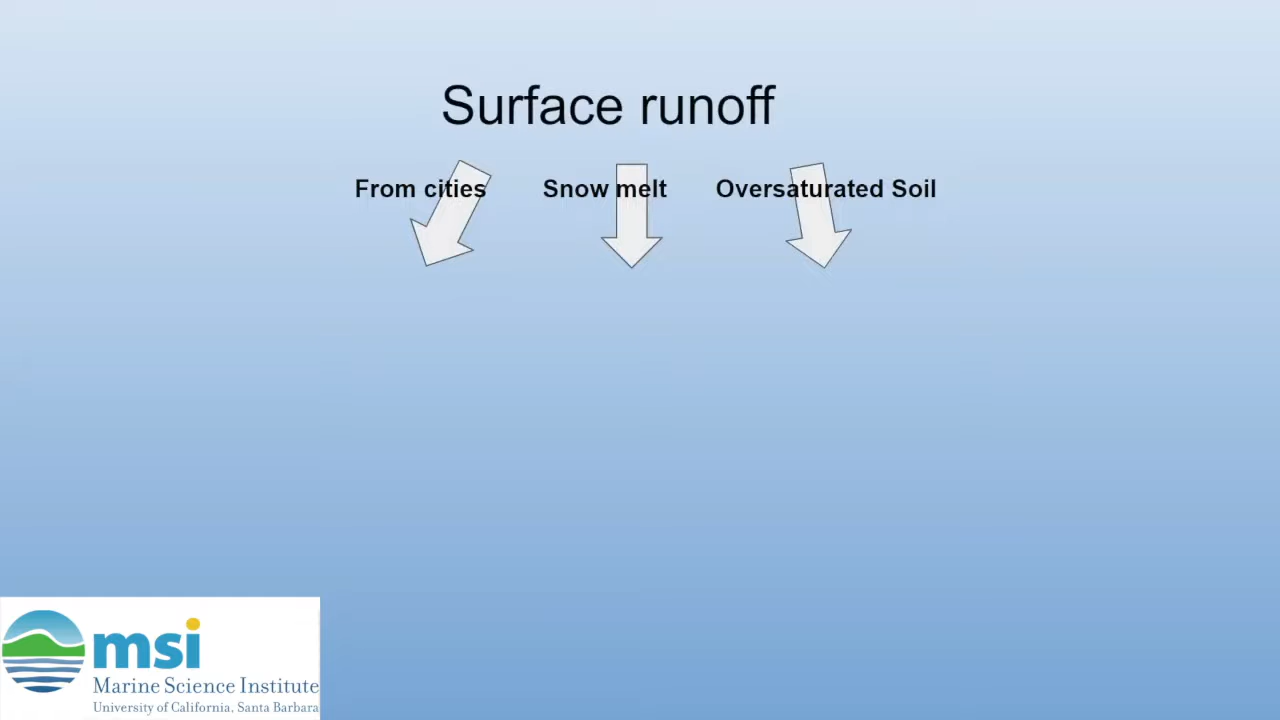 Surface runoff
From cities Snow melt Oversaturated Soil
msi
Marine Science Institute
University of California, Santa Barbara